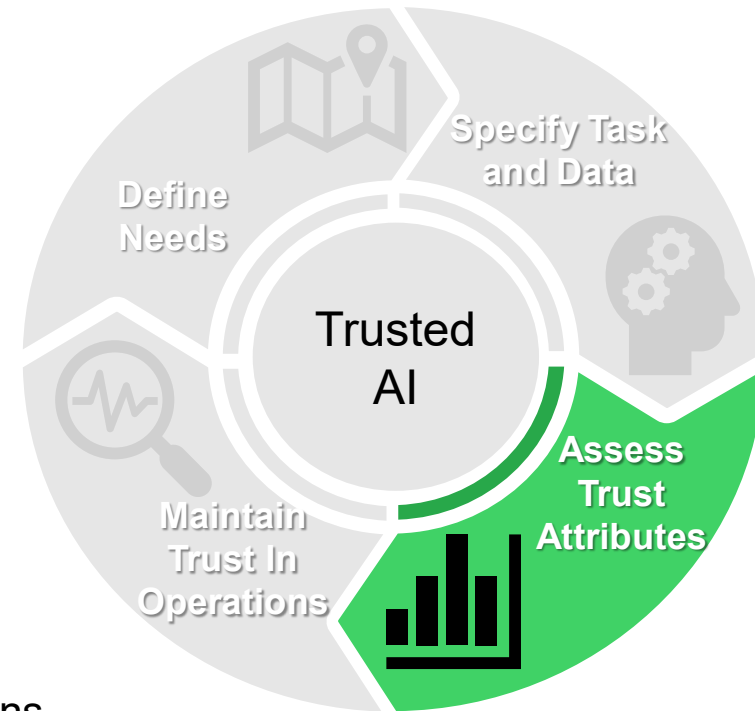 Define
Needs
Specify Task
and Data
Trusted
AI
Assess
Trust
Attributes
Maintain
Trust In
Operations